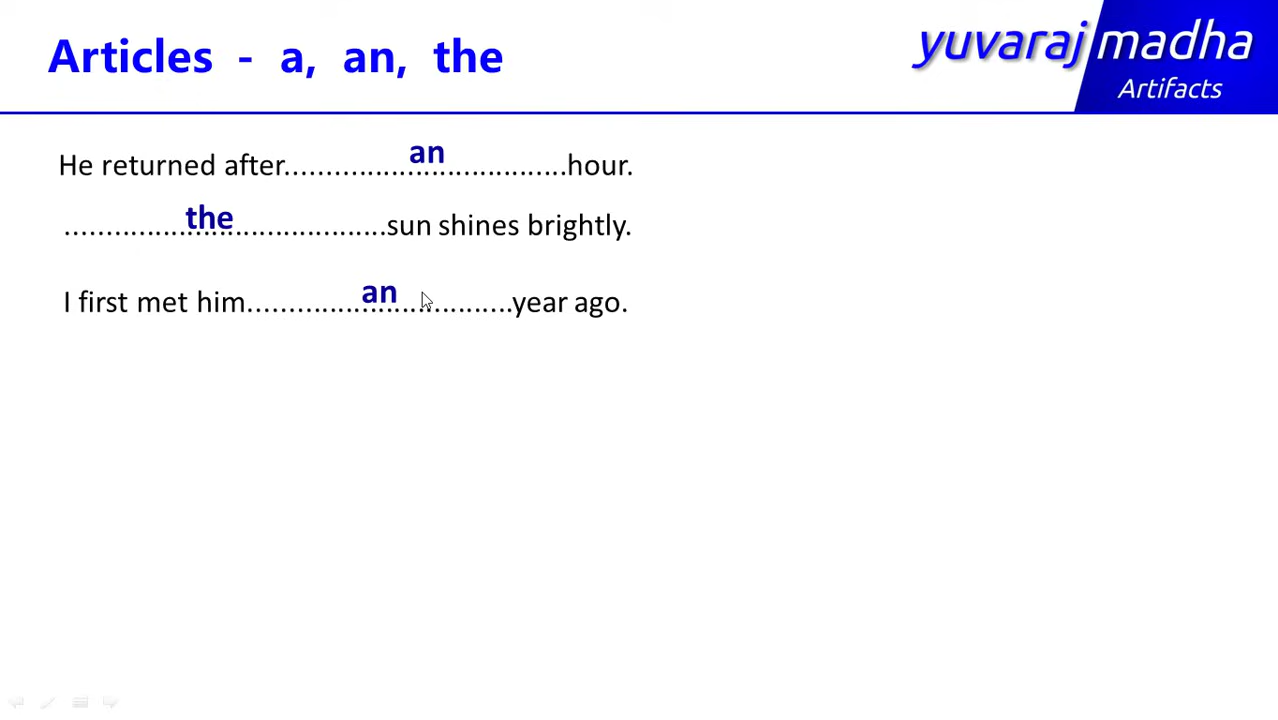 Articles - a, an, the
yuvaraj madha
Artifacts
He returned after..................an..................hour.
..................the..................sun shines brightly.
I first met him..................an..................year ago.